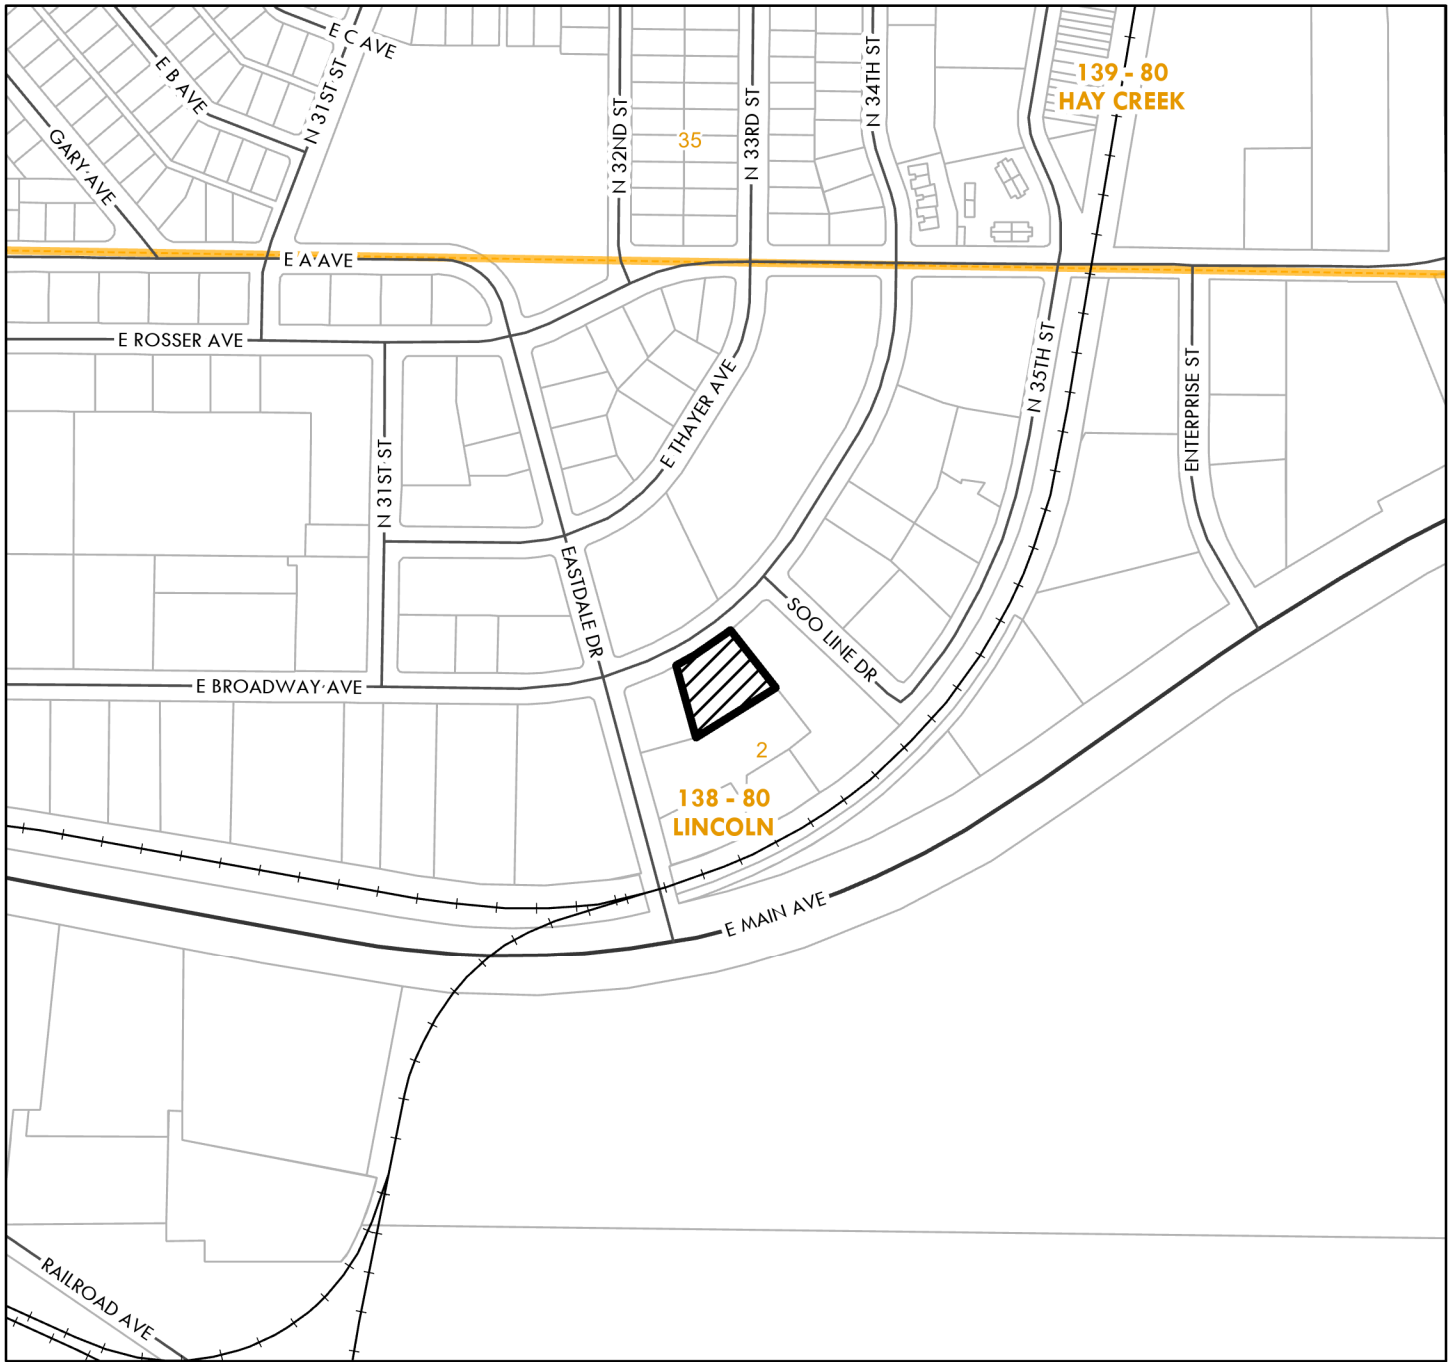 E C AVE
E B AVE
N 31ST ST
GARY AVE
N 32ND ST
35
N 33RD ST
N 34TH ST
139 - 80
HAY CREEK
E A AVE
E ROSSER AVE
N 31ST ST
E THAYER AVE
N 35TH ST
ENTERPRISE ST
EASTDALE DR
SOO LINE DR
E BROADWAY AVE
2
138 - 80
LINCOLN
E MAIN AVE
RAILROAD AVE